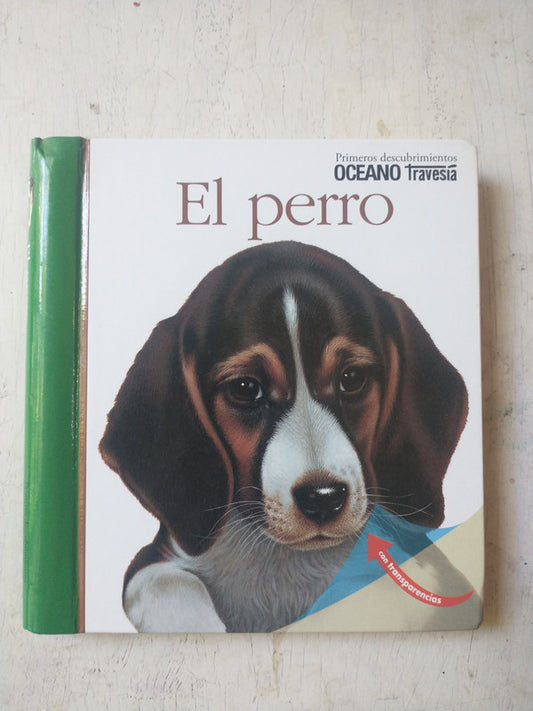 Primeros descubrimientos
OCEANO Travesía
El perro
con transparencias